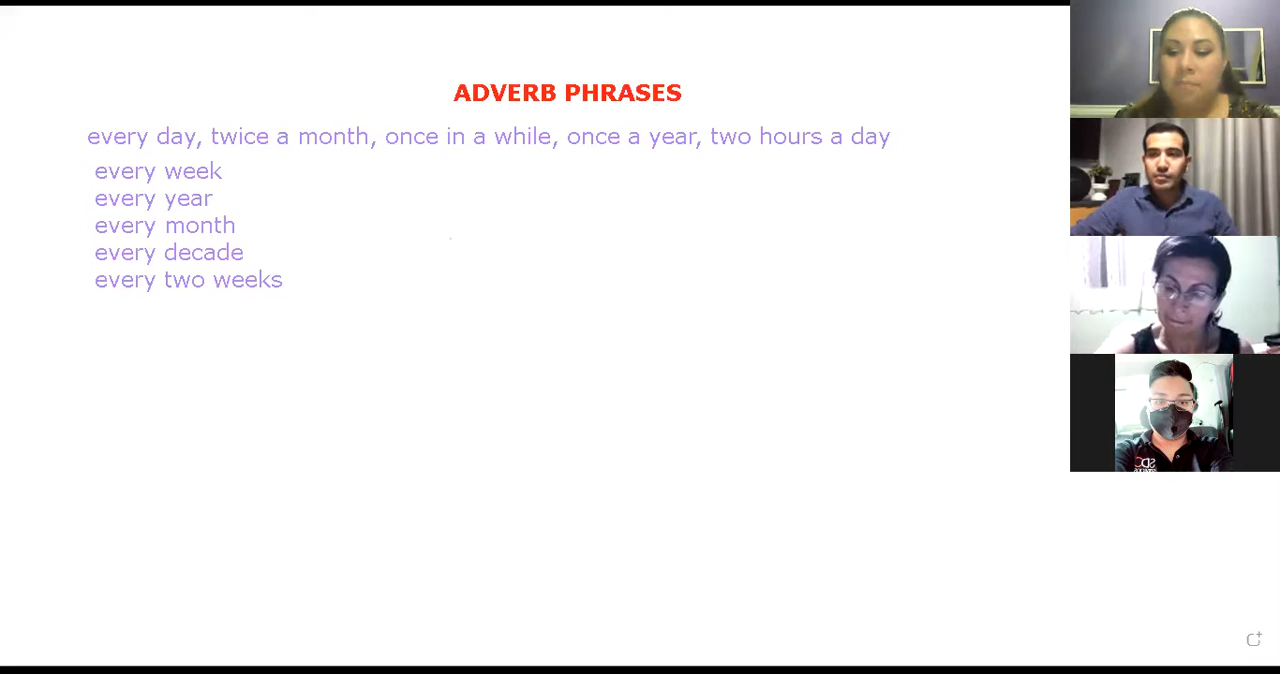 ADVERB PHRASES
every day, twice a month, once in a while, once a year, two hours a day
every week
every year
every month
every decade
every two weeks
SDC